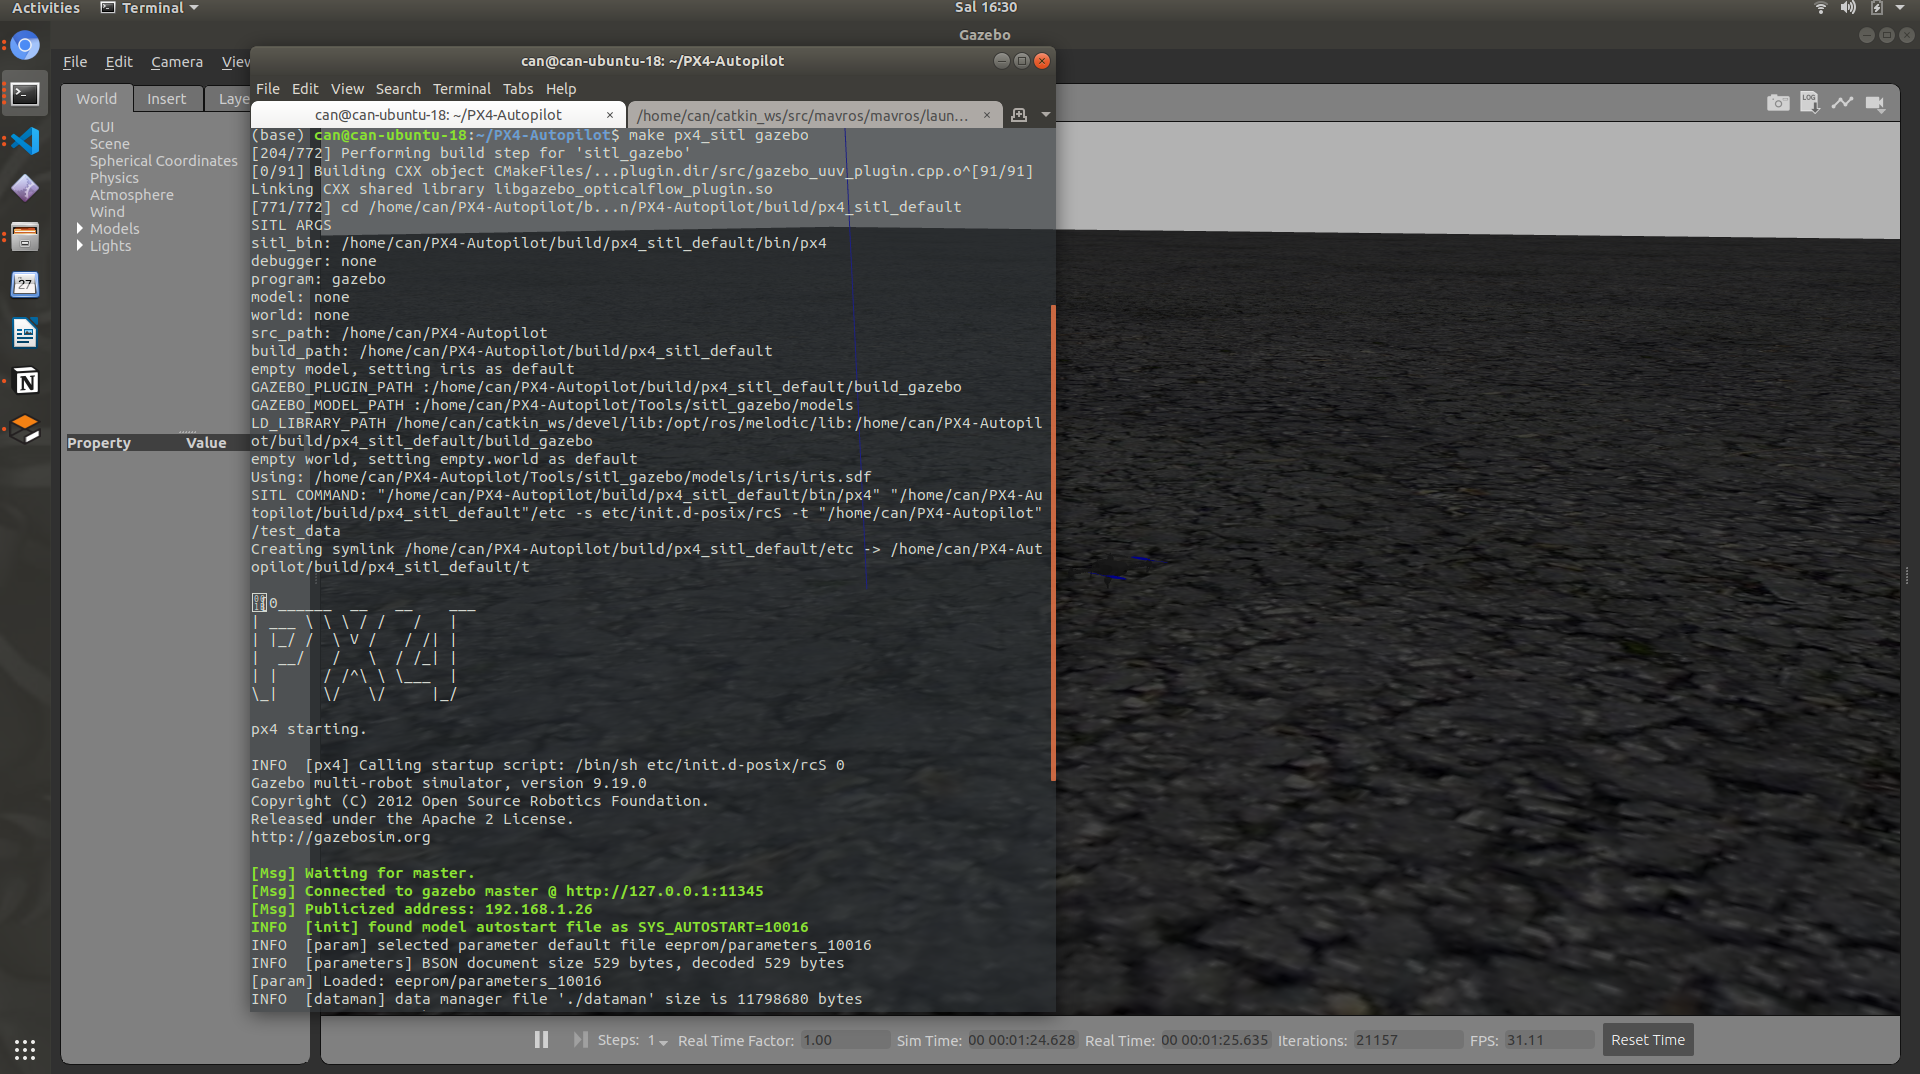 Activities
Terminal
Sal 16:30
Gazebo
File Edit Camera View
World Insert Laye
GUI
Scene
Spherical Coordinates
Physics
Atmosphere
Wind
Models
Lights
Property Value
can@can-ubuntu-18: ~/PX4-Autopilot
File Edit View Search Terminal Tabs Help
can@can-ubuntu-18: ~/PX4-Autopilot ×
/home/can/catkin_ws/src/mavros/mavros/laun... ×
(base) can@can-ubuntu-18:~/PX4-Autopilot$ make px4_sitl gazebo
[204/772] Performing build step for 'sitl_gazebo'
[0/91] Building CXX object CMakeFiles/...plugin.dir/src/gazebo_uuv_plugin.cpp.o^[91/91]
Linking CXX shared library libgazebo_opticalflow_plugin.so
[771/772] cd /home/can/PX4-Autopilot/b...n/PX4-Autopilot/build/px4_sitl_default
SITL ARGS
sitl_bin: /home/can/PX4-Autopilot/build/px4_sitl_default/bin/px4
debugger: none
program: gazebo
model: none
world: none
src_path: /home/can/PX4-Autopilot
build_path: /home/can/PX4-Autopilot/build/px4_sitl_default
empty model, setting iris as default
GAZEBO_PLUGIN_PATH :/home/can/PX4-Autopilot/build/px4_sitl_default/build_gazebo
GAZEBO_MODEL_PATH :/home/can/PX4-Autopilot/Tools/sitl_gazebo/models
LD_LIBRARY_PATH /home/can/catkin_ws/devel/lib:/opt/ros/melodic/lib:/home/can/PX4-Autopil
ot/build/px4_sitl_default/build_gazebo
empty world, setting empty.world as default
Using: /home/can/PX4-Autopilot/Tools/sitl_gazebo/models/iris/iris.sdf
SITL COMMAND: "/home/can/PX4-Autopilot/build/px4_sitl_default/bin/px4" "/home/can/PX4-Au
topilot/build/px4_sitl_default"/etc -s etc/init.d-posix/rcS -t "/home/can/PX4-Autopilot"
/test_data
Creating symlink /home/can/PX4-Autopilot/build/px4_sitl_default/etc -> /home/can/PX4-Aut
opilot/build/px4_sitl_default/t
0______  __   __    ___
| ___ \ \ \ / /   /   |
| |_/ /  \ V /   / /| |
|  __/   /   \  / /_| |
| |     / /^\ \ \___  |
\_|     \/   \/     |_/
px4 starting.
INFO  [px4] Calling startup script: /bin/sh etc/init.d-posix/rcS 0
Gazebo multi-robot simulator, version 9.19.0
Copyright (C) 2012 Open Source Robotics Foundation.
Released under the Apache 2 License.
http://gazebosim.org
[Msg] Waiting for master.
[Msg] Connected to gazebo master @ http://127.0.0.1:11345
[Msg] Publicized address: 192.168.1.26
INFO  [init] found model autostart file as SYS_AUTOSTART=10016
INFO  [param] selected parameter default file eeprom/parameters_10016
INFO  [parameters] BSON document size 529 bytes, decoded 529 bytes
[param] Loaded: eeprom/parameters_10016
INFO  [dataman] data manager file './dataman' size is 11798680 bytes
LOG
27
N
Steps: 1 Real Time Factor: 1.00 Sim Time: 00 00:01:24.628 Real Time: 00 00:01:25.635 Iterations: 21157 FPS: 31.11 Reset Time